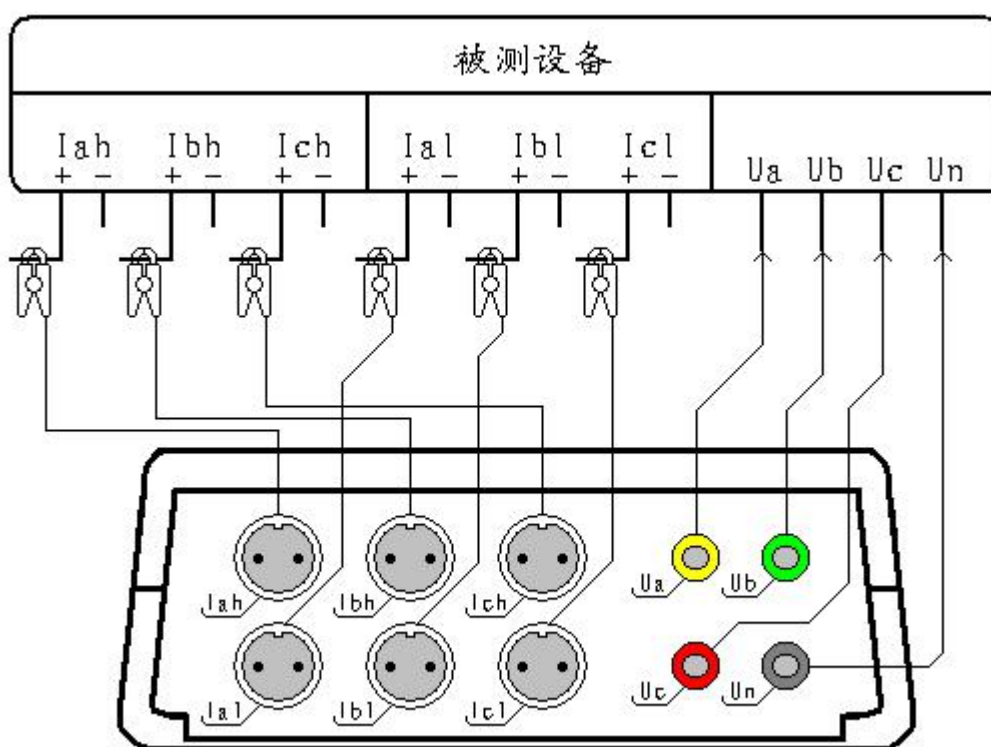 被测设备
Iah Ibh Ich Ial Ibl Icl
+ − + − + − + − + − + −
Ua Ub Uc Un
Iah Ibh Ich Ua Ub
Ial Ibl Icl Uc Un